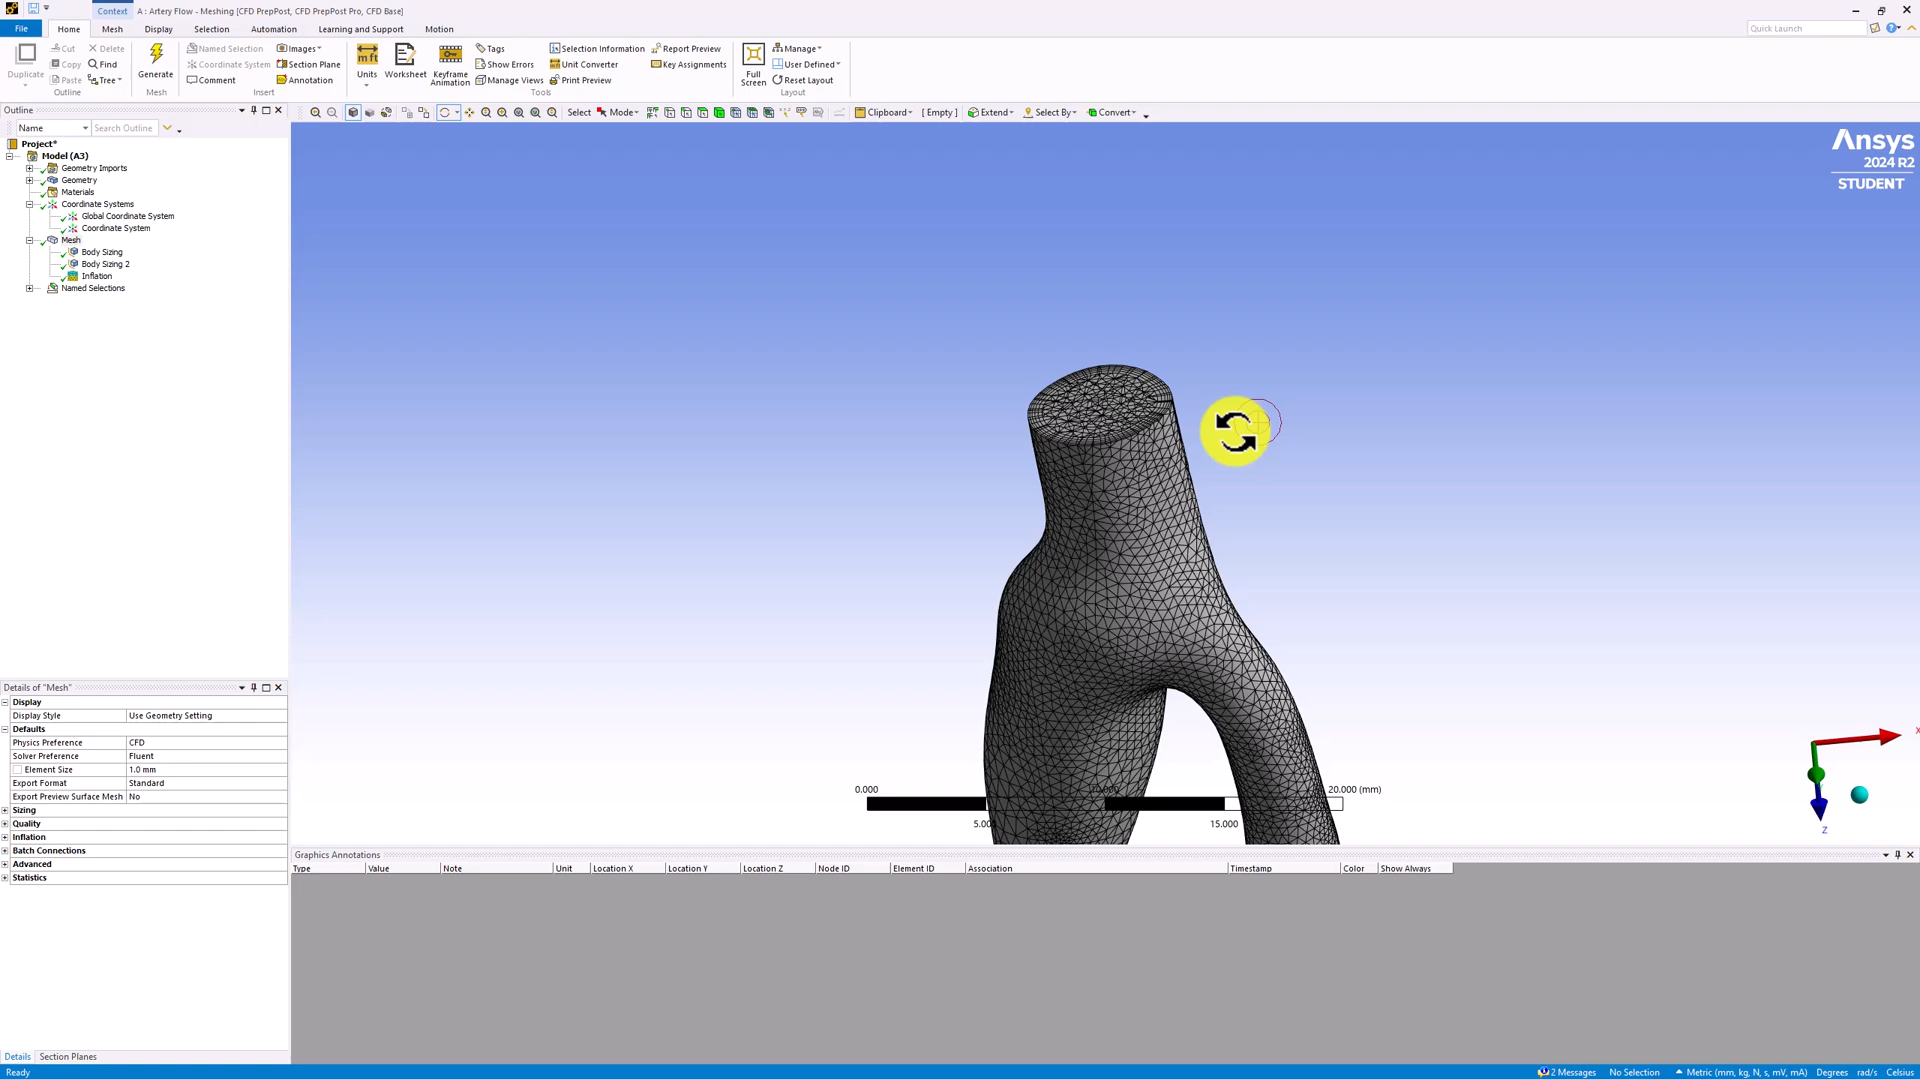 Context
A : Artery Flow - Meshing [CFD PrepPost, CFD PrepPost Pro, CFD Base]
File Home Mesh Display Selection Automation Learning and Support Motion Quick Launch
Duplicate
Cut Delete
Copy Find
Paste Tree
Outline
Generate
Mesh
Named Selection
Coordinate System
Comment
Images
Section Plane
Annotation
Insert
Units
Worksheet
Keyframe Animation
Tags
Show Errors
Manage Views
Selection Information
Unit Converter
Print Preview
Report Preview
Key Assignments
Tools
Full Screen
Manage
User Defined
Reset Layout
Layout
Outline
Select Mode Clipboard [ Empty ] Extend Select By Convert
Name Search Outline
Project*
Model (A3)
Geometry Imports
Geometry
Materials
Coordinate Systems
Global Coordinate System
Coordinate System
Mesh
Body Sizing
Body Sizing 2
Inflation
Named Selections
Ansys
2024 R2
STUDENT
Details of "Mesh"
Display
Display Style Use Geometry Setting
Defaults
Physics Preference CFD
Solver Preference Fluent
Element Size 1.0 mm
Export Format Standard
Export Preview Surface Mesh No
Sizing
Quality
Inflation
Batch Connections
Advanced
Statistics
0.000 10.000 20.000 (mm)
5.000 15.000
X
Z
Graphics Annotations
Type Value Note Unit Location X Location Y Location Z Node ID Element ID Association Timestamp Color Show Always
Details Section Planes
Ready 2 Messages No Selection Metric (mm, kg, N, s, mV, mA) Degrees rad/s Celsius